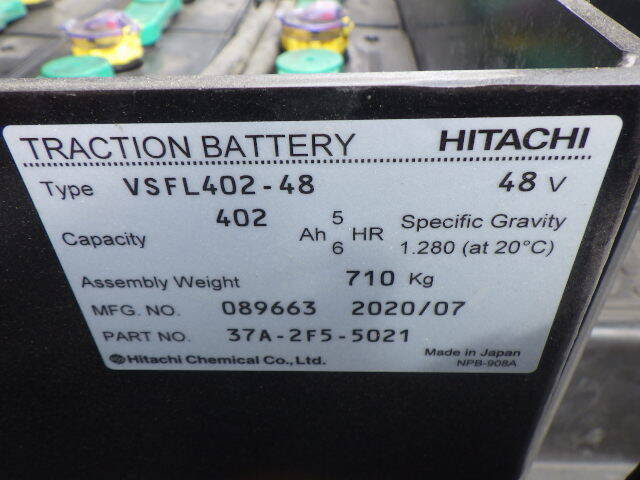 TRACTION BATTERY HITACHI
Type VSFL402-48 48 V
Capacity 402 Ah 5 HR Specific Gravity
6 1.280 (at 20°C)
Assembly Weight 710 Kg
MFG. NO. 089663 2020/07
PART NO. 37A-2F5-5021
Hitachi Chemical Co., Ltd. Made in Japan
NPB-908A